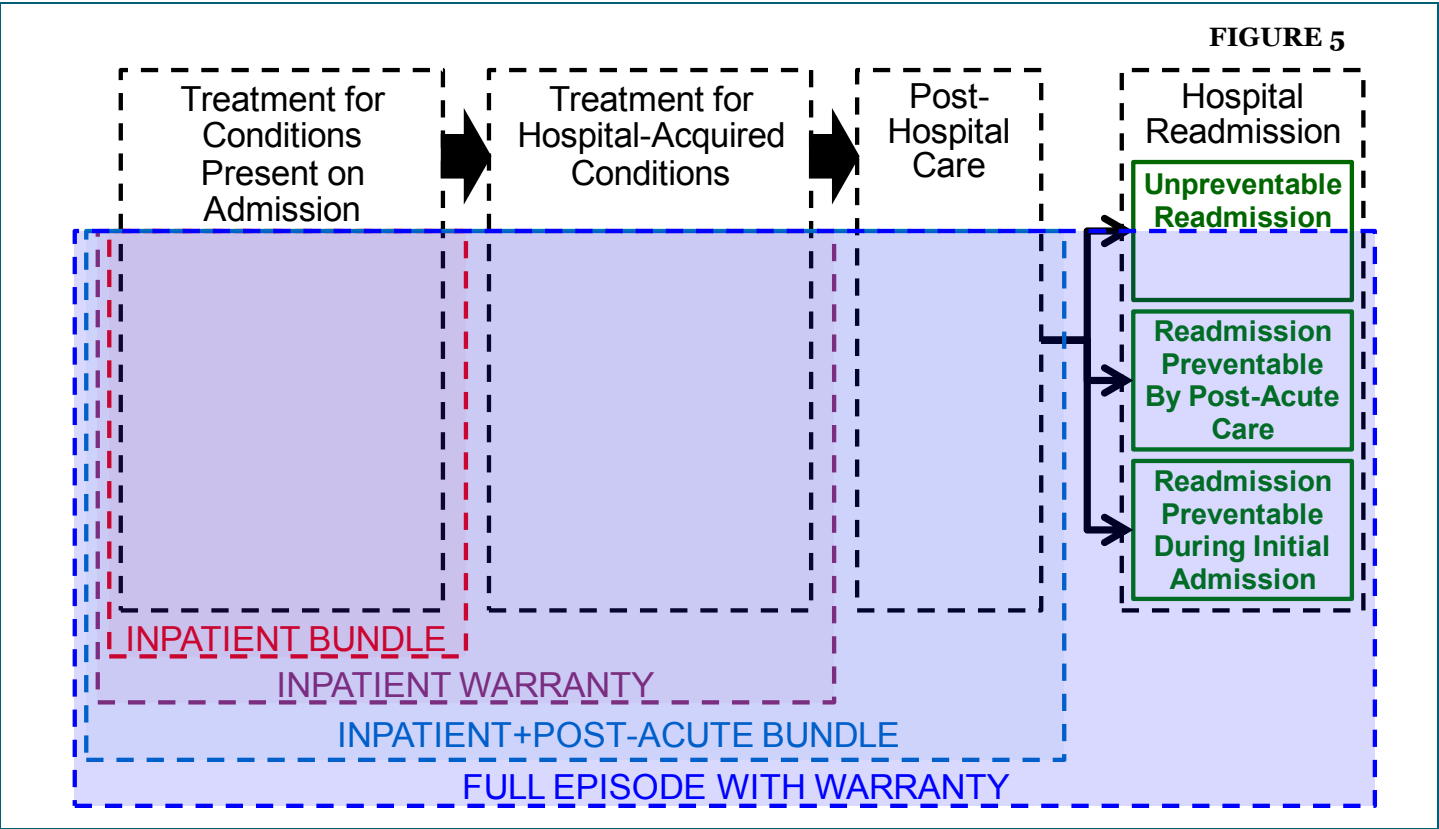 FIGURE 5
Treatment for
Conditions
Present on
Admission
Treatment for
Hospital-Acquired
Conditions
Post-
Hospital
Care
Hospital
Readmission
Unpreventable
Readmission
Readmission
Preventable
By Post-Acute
Care
Readmission
Preventable
During Initial
Admission
INPATIENT BUNDLE
INPATIENT WARRANTY
INPATIENT+POST-ACUTE BUNDLE
FULL EPISODE WITH WARRANTY